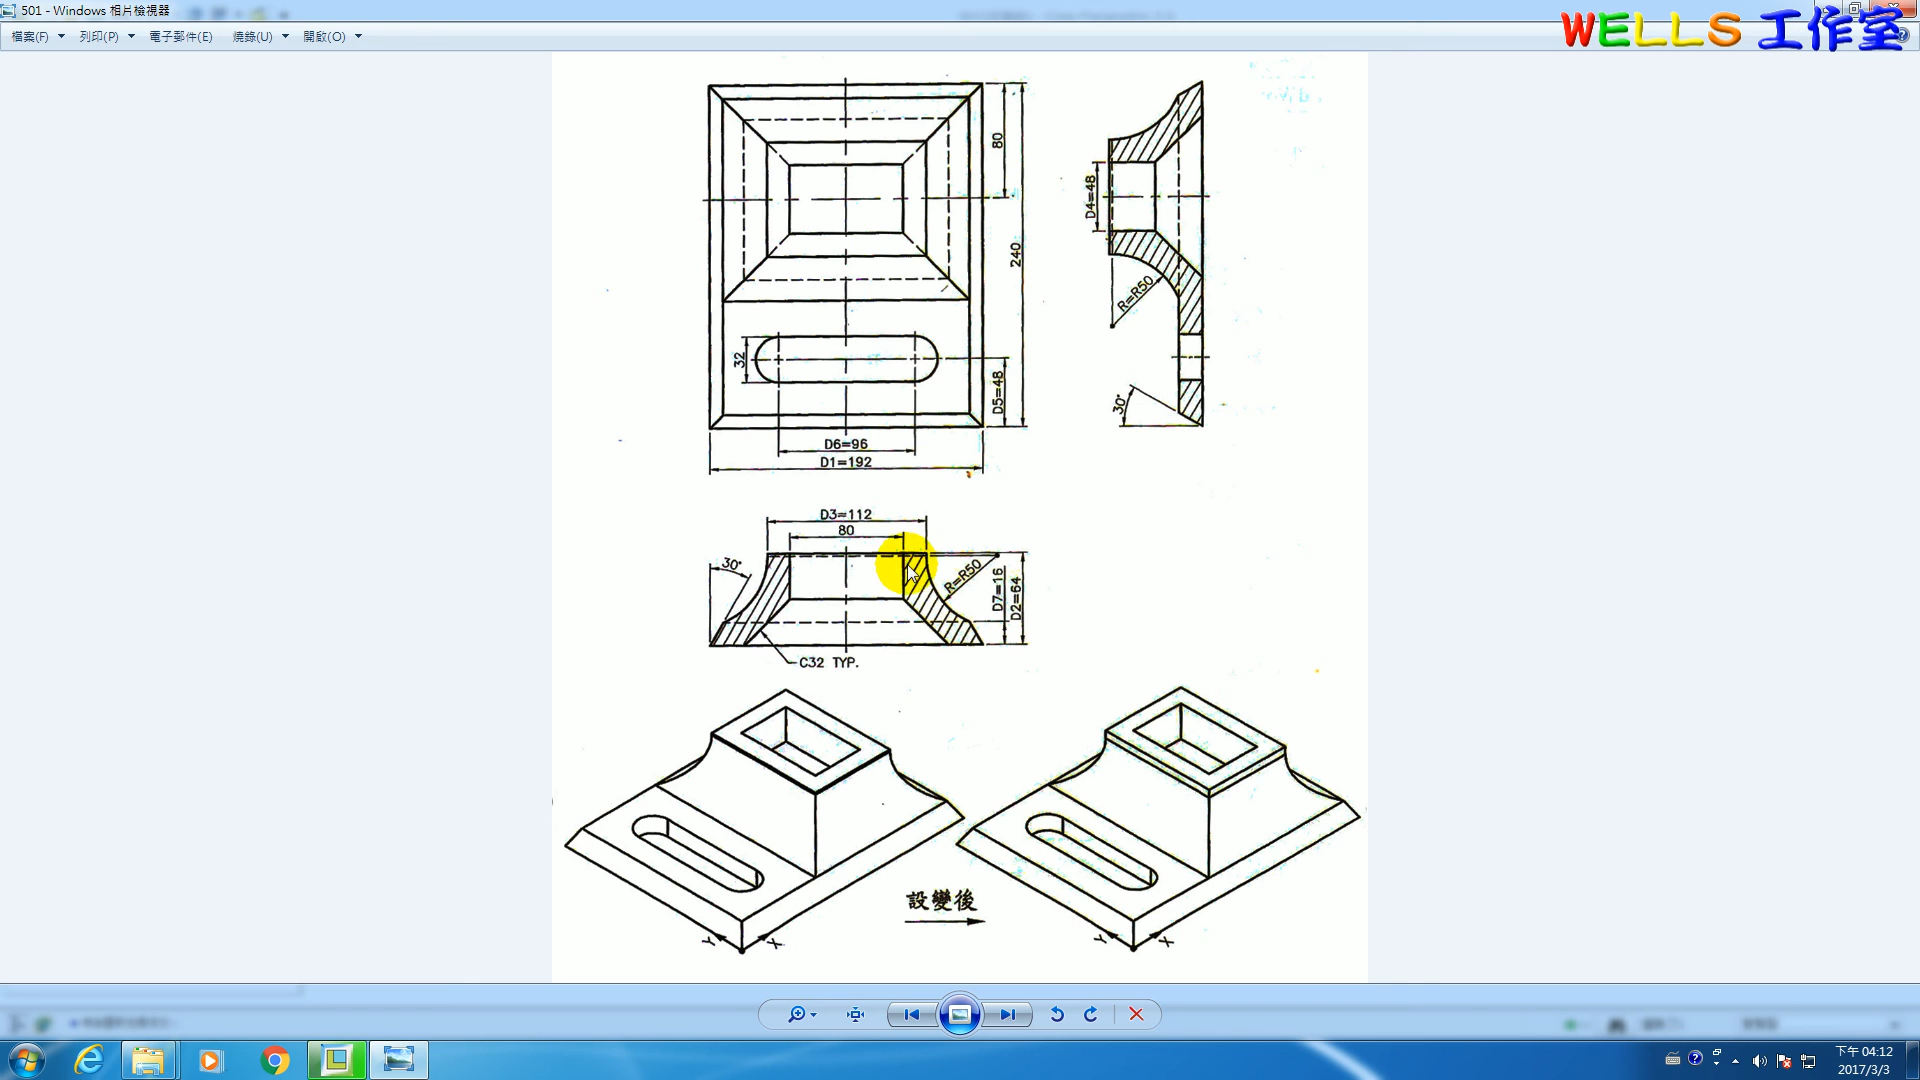 501 - Windows 相片檢視器
WELLS 工作室
檔案(F) 列印(P) 電子郵件(E) 燒錄(U) 開啟(O)
80
240
D4=48
R=R50
32
D5=48
30°
D6=96
D1=192
D3=112
80
30°
R=R50
D7=16
D2=64
C32 TYP.
設變後
Y X
Y X
下午 04:12
2017/3/3